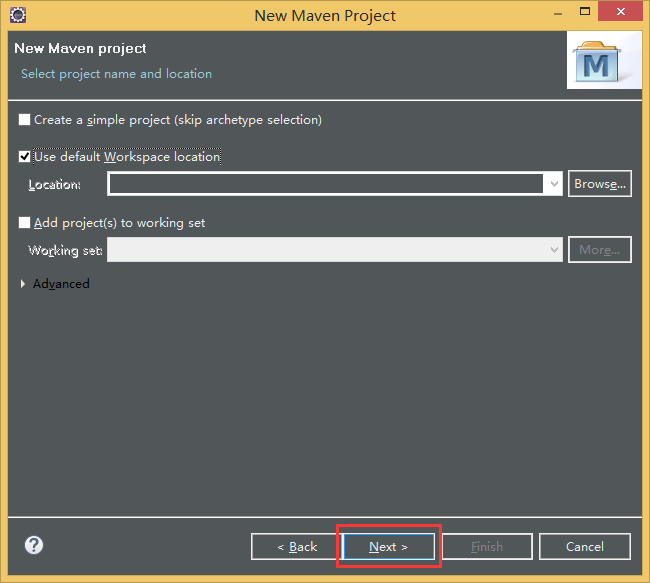 New Maven Project
New Maven project
Select project name and location
M
Create a simple project (skip archetype selection)
Use default Workspace location
Location:
Browse...
Add project(s) to working set
Working set:
More...
Advanced
?
< Back
Next >
Finish
Cancel